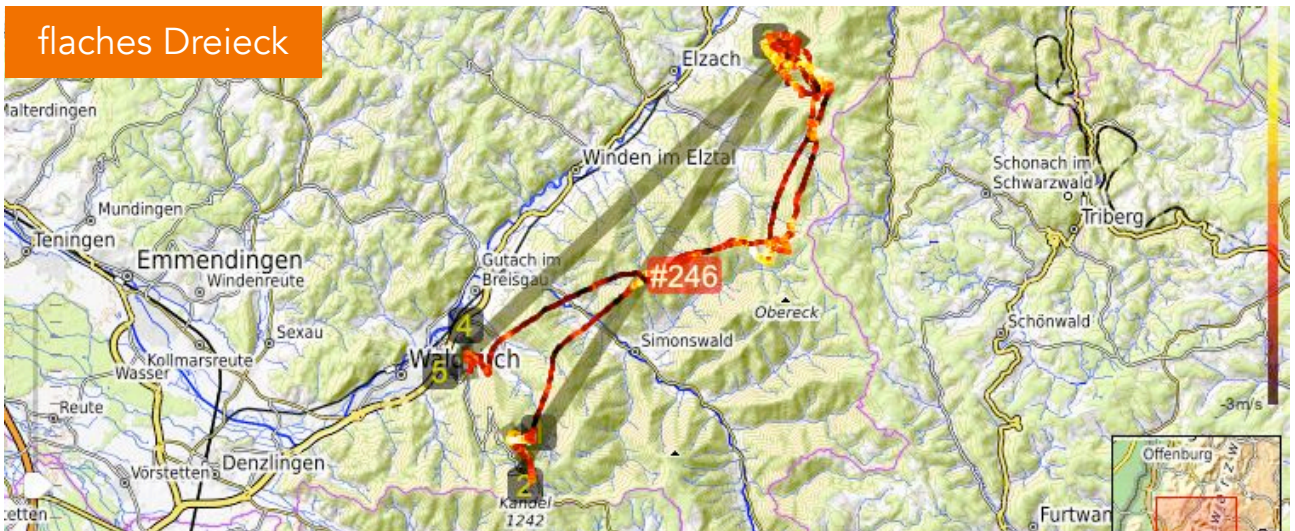 flaches Dreieck
Elzach
Malterdingen
Winden im Elztal
Schonach im
Schwarzwald
Mundingen
Triberg
Teningen
Emmendingen
Windenreute
Gutach im
Breisgau
#246
Obereck
4
Sexau
Simonswald
Schönwald
Kollmarsreute
Wasser
5
Reute
-3m/s
1
Vörstetten
Denzlingen
2
Kandel
1242
Offenburg
Furtwan